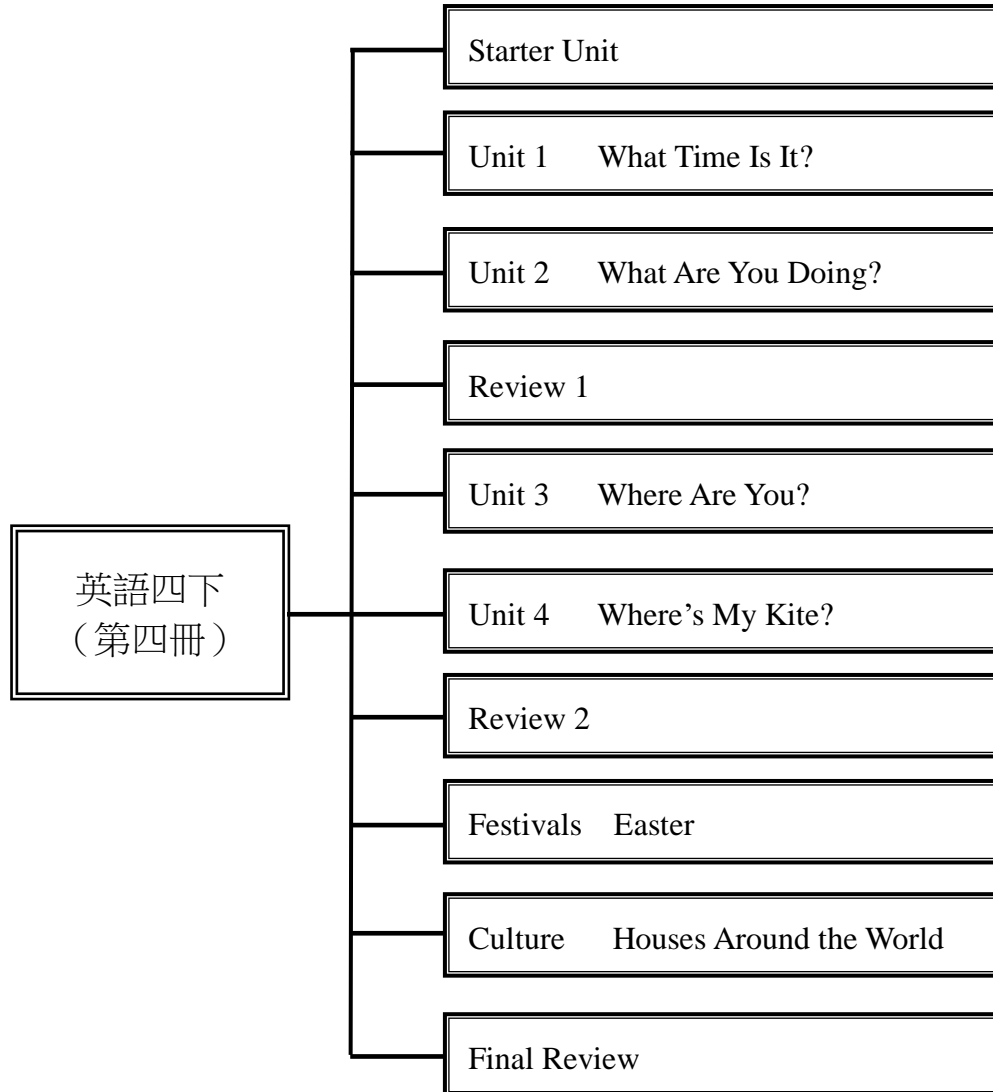 Starter Unit
Unit 1 What Time Is It?
Unit 2 What Are You Doing?
Review 1
Unit 3 Where Are You?
英語四下
（第四冊）
Unit 4 Where's My Kite?
Review 2
Festivals Easter
Culture Houses Around the World
Final Review